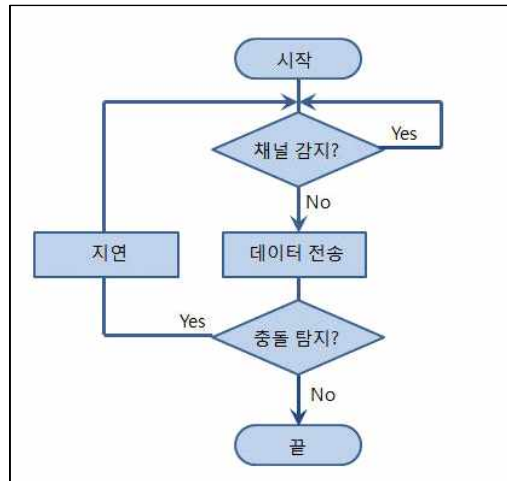 시작
채널 감지?
Yes
No
지연
데이터 전송
Yes
충돌 탐지?
No
끝